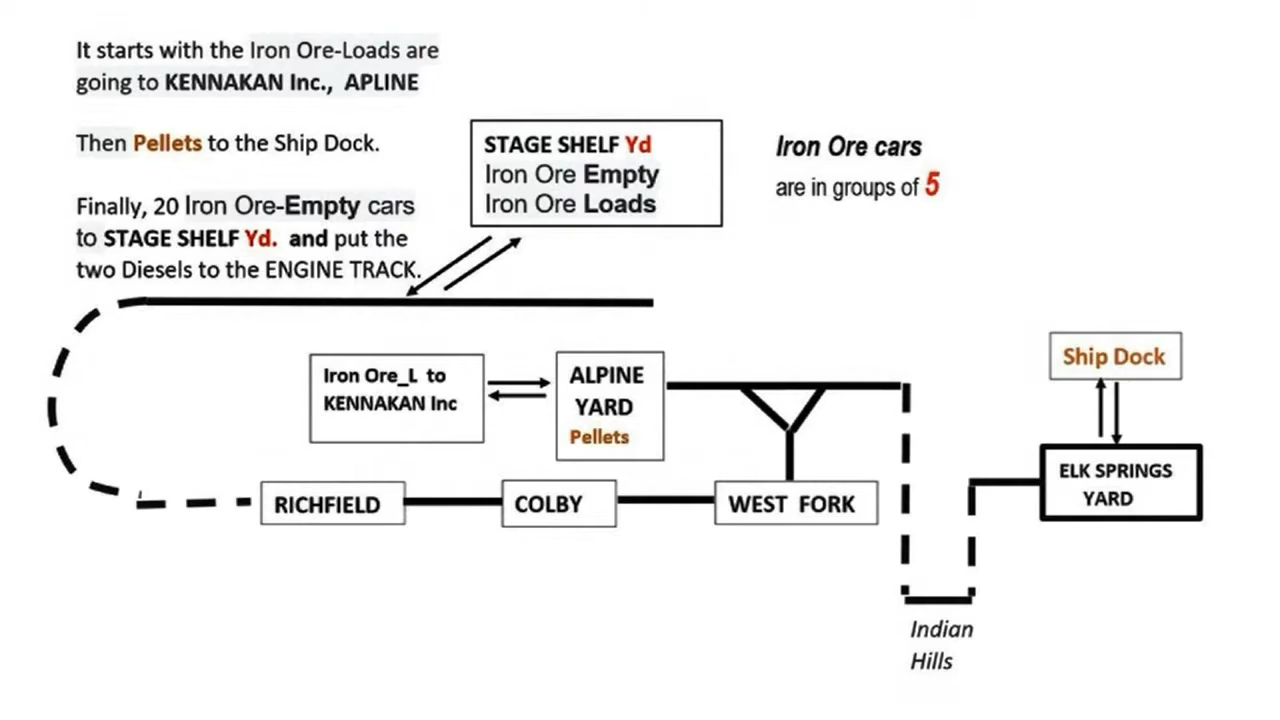 It starts with the Iron Ore-Loads are
going to KENNAKAN Inc., APLINE
Then Pellets to the Ship Dock.
Finally, 20 Iron Ore-Empty cars
to STAGE SHELF Yd. and put the
two Diesels to the ENGINE TRACK.
STAGE SHELF Yd
Iron Ore Empty
Iron Ore Loads
Iron Ore cars
are in groups of 5
Iron Ore_L to
KENNAKAN Inc
ALPINE
YARD
Pellets
Ship Dock
ELK SPRINGS
YARD
RICHFIELD
COLBY
WEST FORK
Indian
Hills